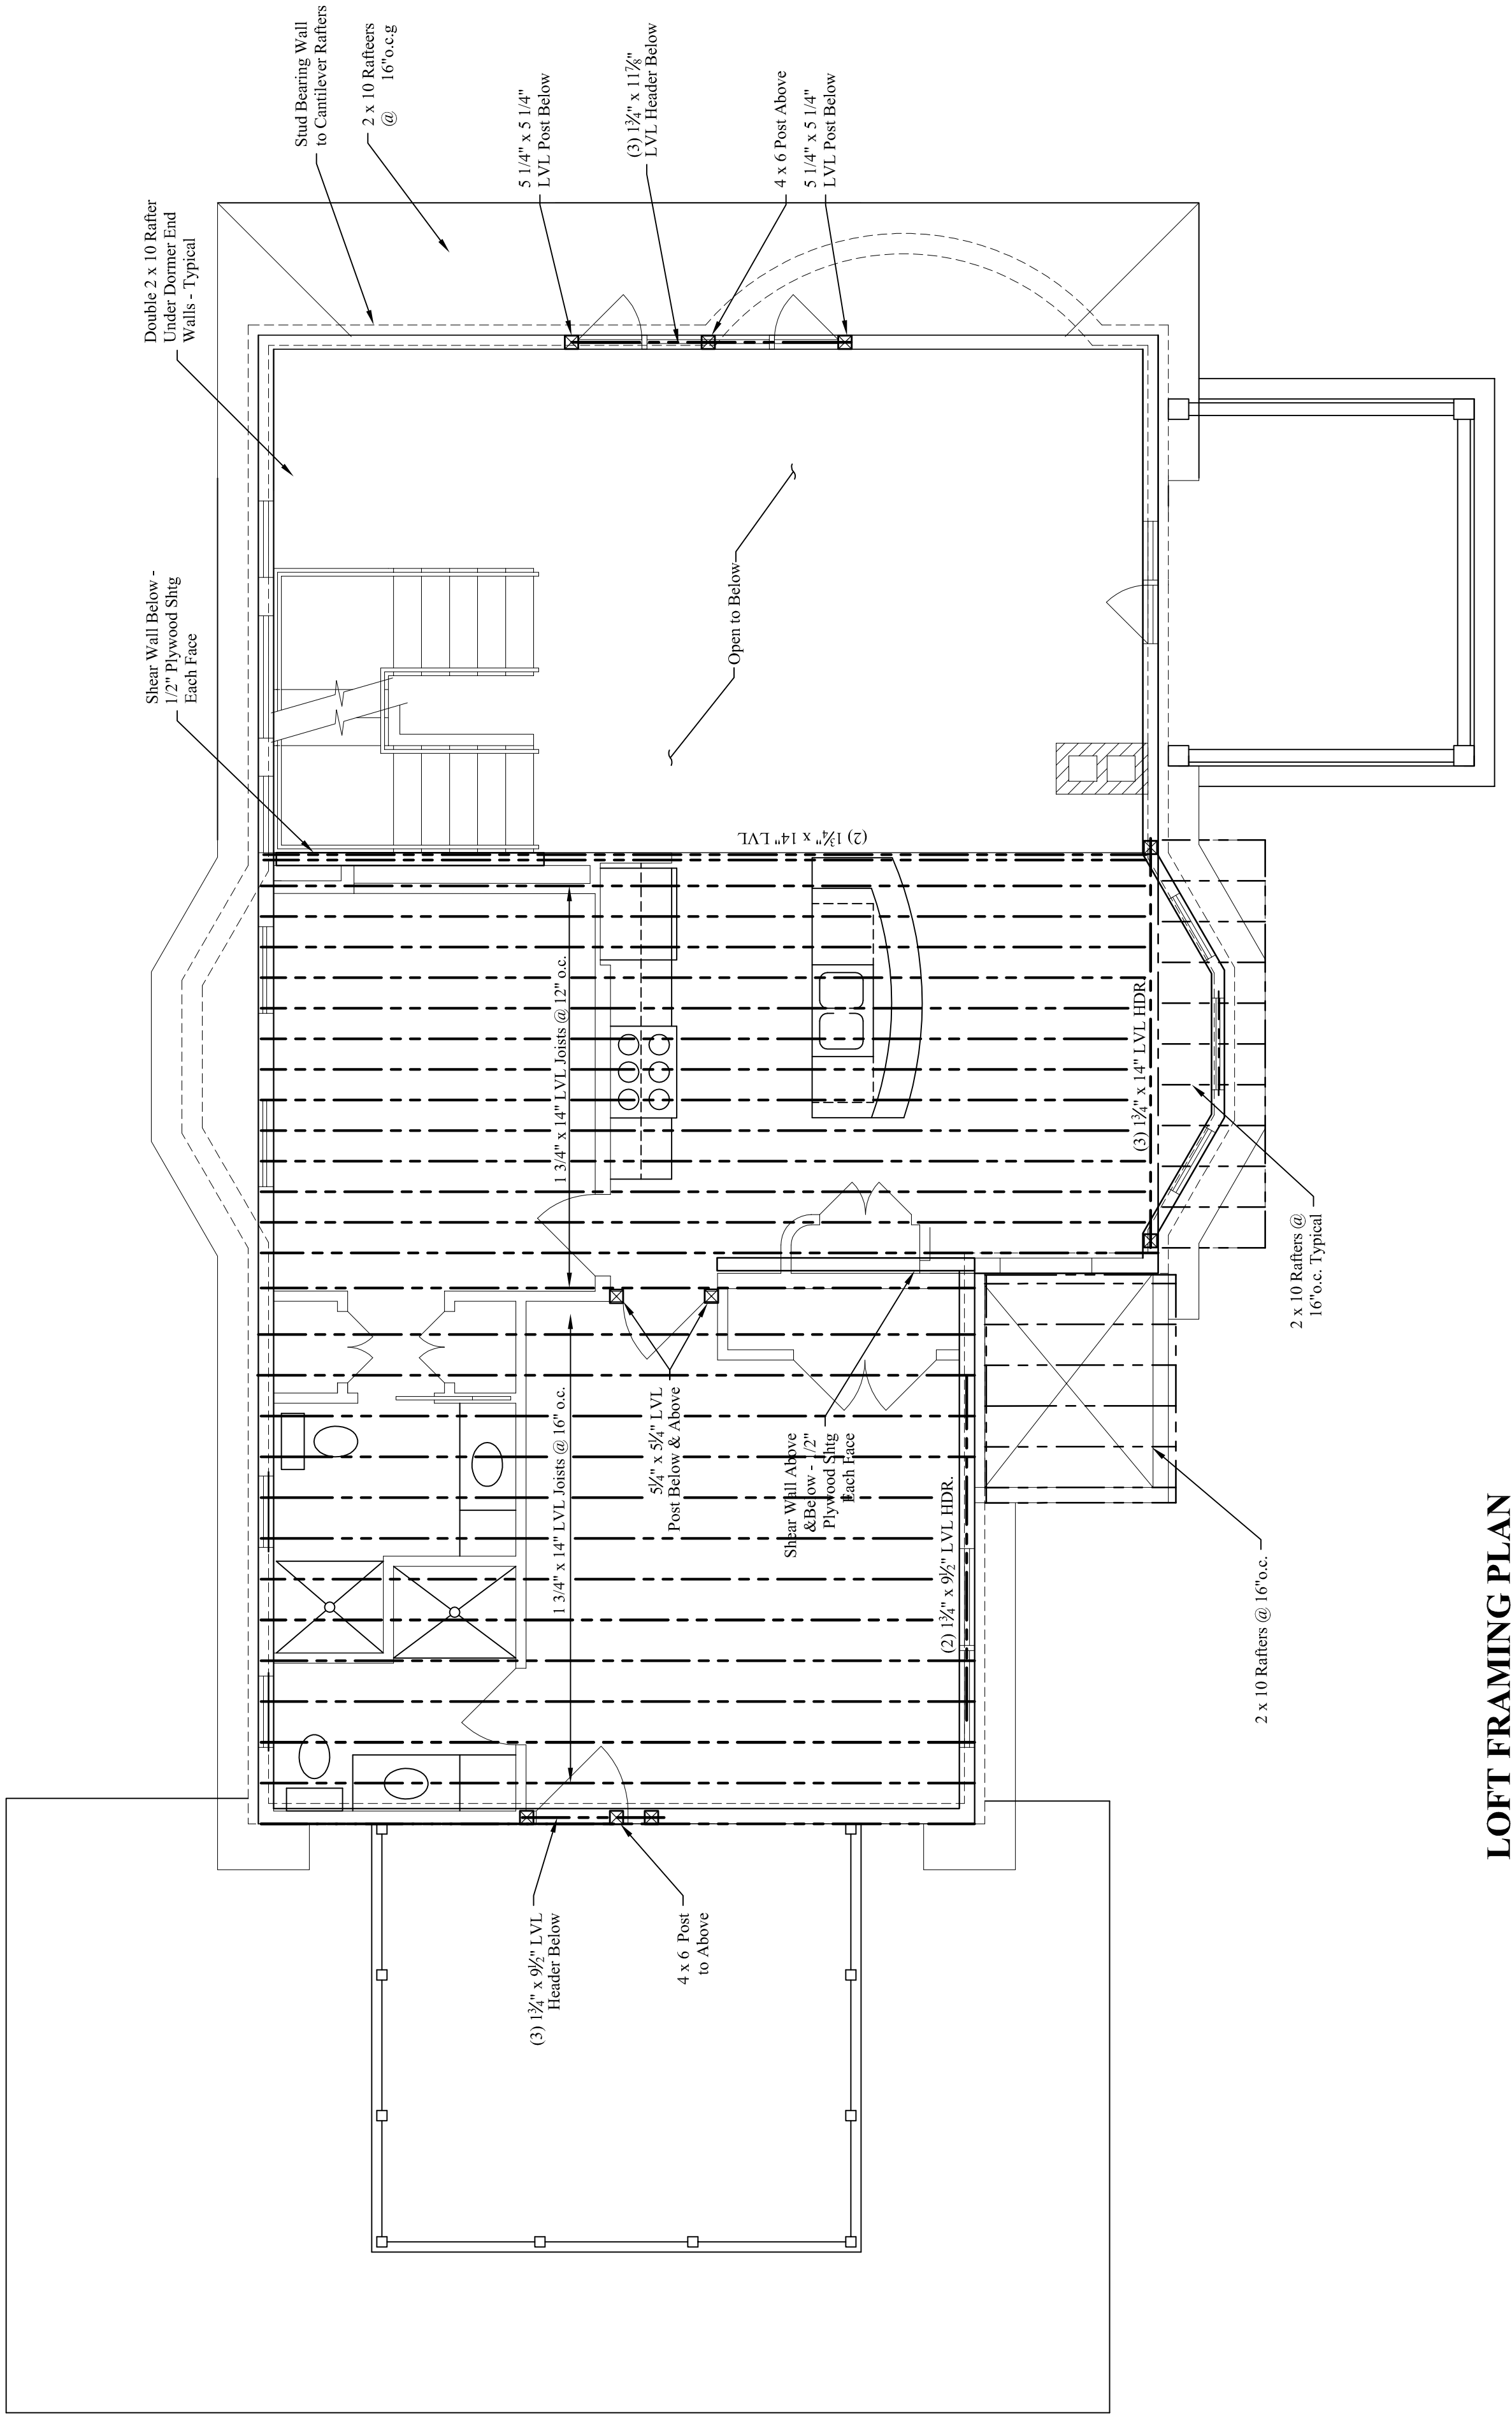 Double 2 x 10 Rafter
Under Dormer End
Walls - Typical
Stud Bearing Wall
to Cantilever Rafters
2 x 10 Rafteers
@ 16"o.c.g
5 1/4" x 5 1/4"
LVL Post Below
(3) 1¾" x 11⅞"
LVL Header Below
4 x 6 Post Above
5 1/4" x 5 1/4"
LVL Post Below
Shear Wall Below -
1/2" Plywood Shtg
Each Face
Open to Below
(2) 1¾" x 14" LVL
1 3/4" x 14" LVL Joists @ 12" o.c.
(3) 1¾" x 14" LVL HDR.
2 x 10 Rafters @
16"o.c. Typical
1 3/4" x 14" LVL Joists @ 16" o.c.
5¼" x 5¼" LVL
Post Below & Above
Shear Wall Above
&Below - 1/2"
Plywood Shtg
Each Face
(2) 1¾" x 9½" LVL HDR.
2 x 10 Rafters @ 16"o.c.
(3) 1¾" x 9½" LVL
Header Below
4 x 6 Post
to Above
LOFT FRAMING PLAN